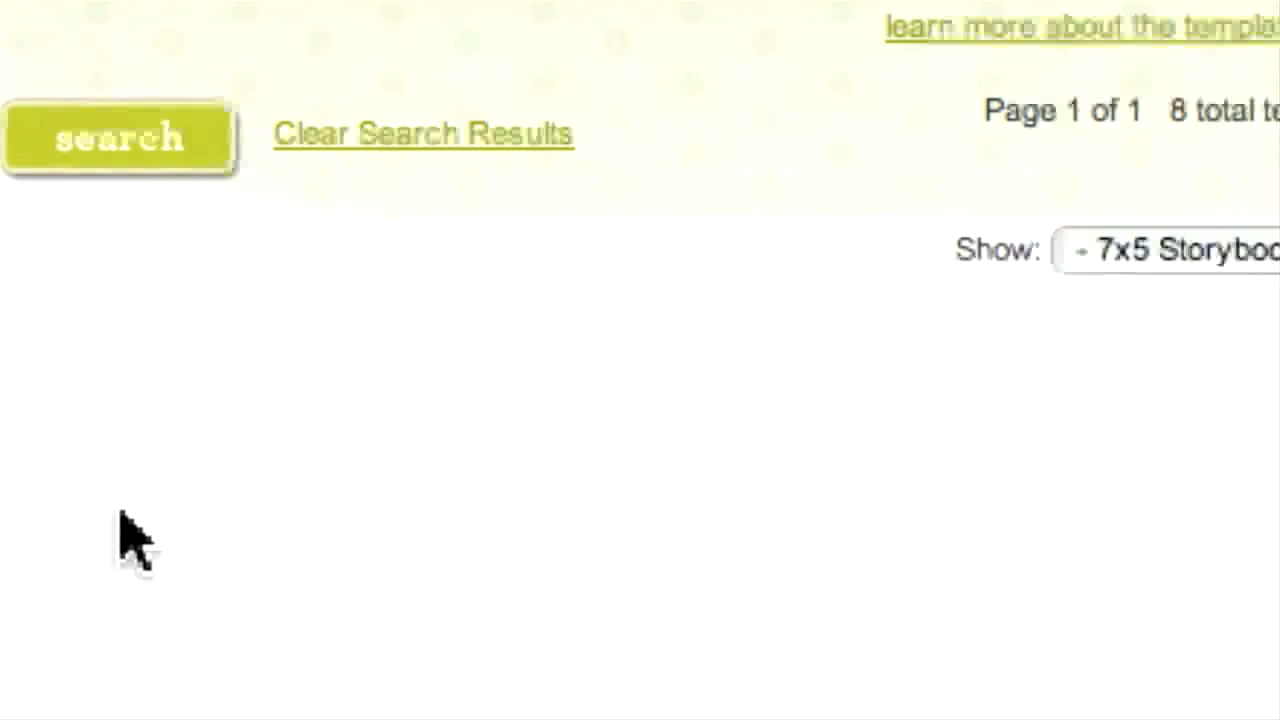 learn more about the
Page 1 of 1 8 total
search
Clear Search Results
Show: - 7x5